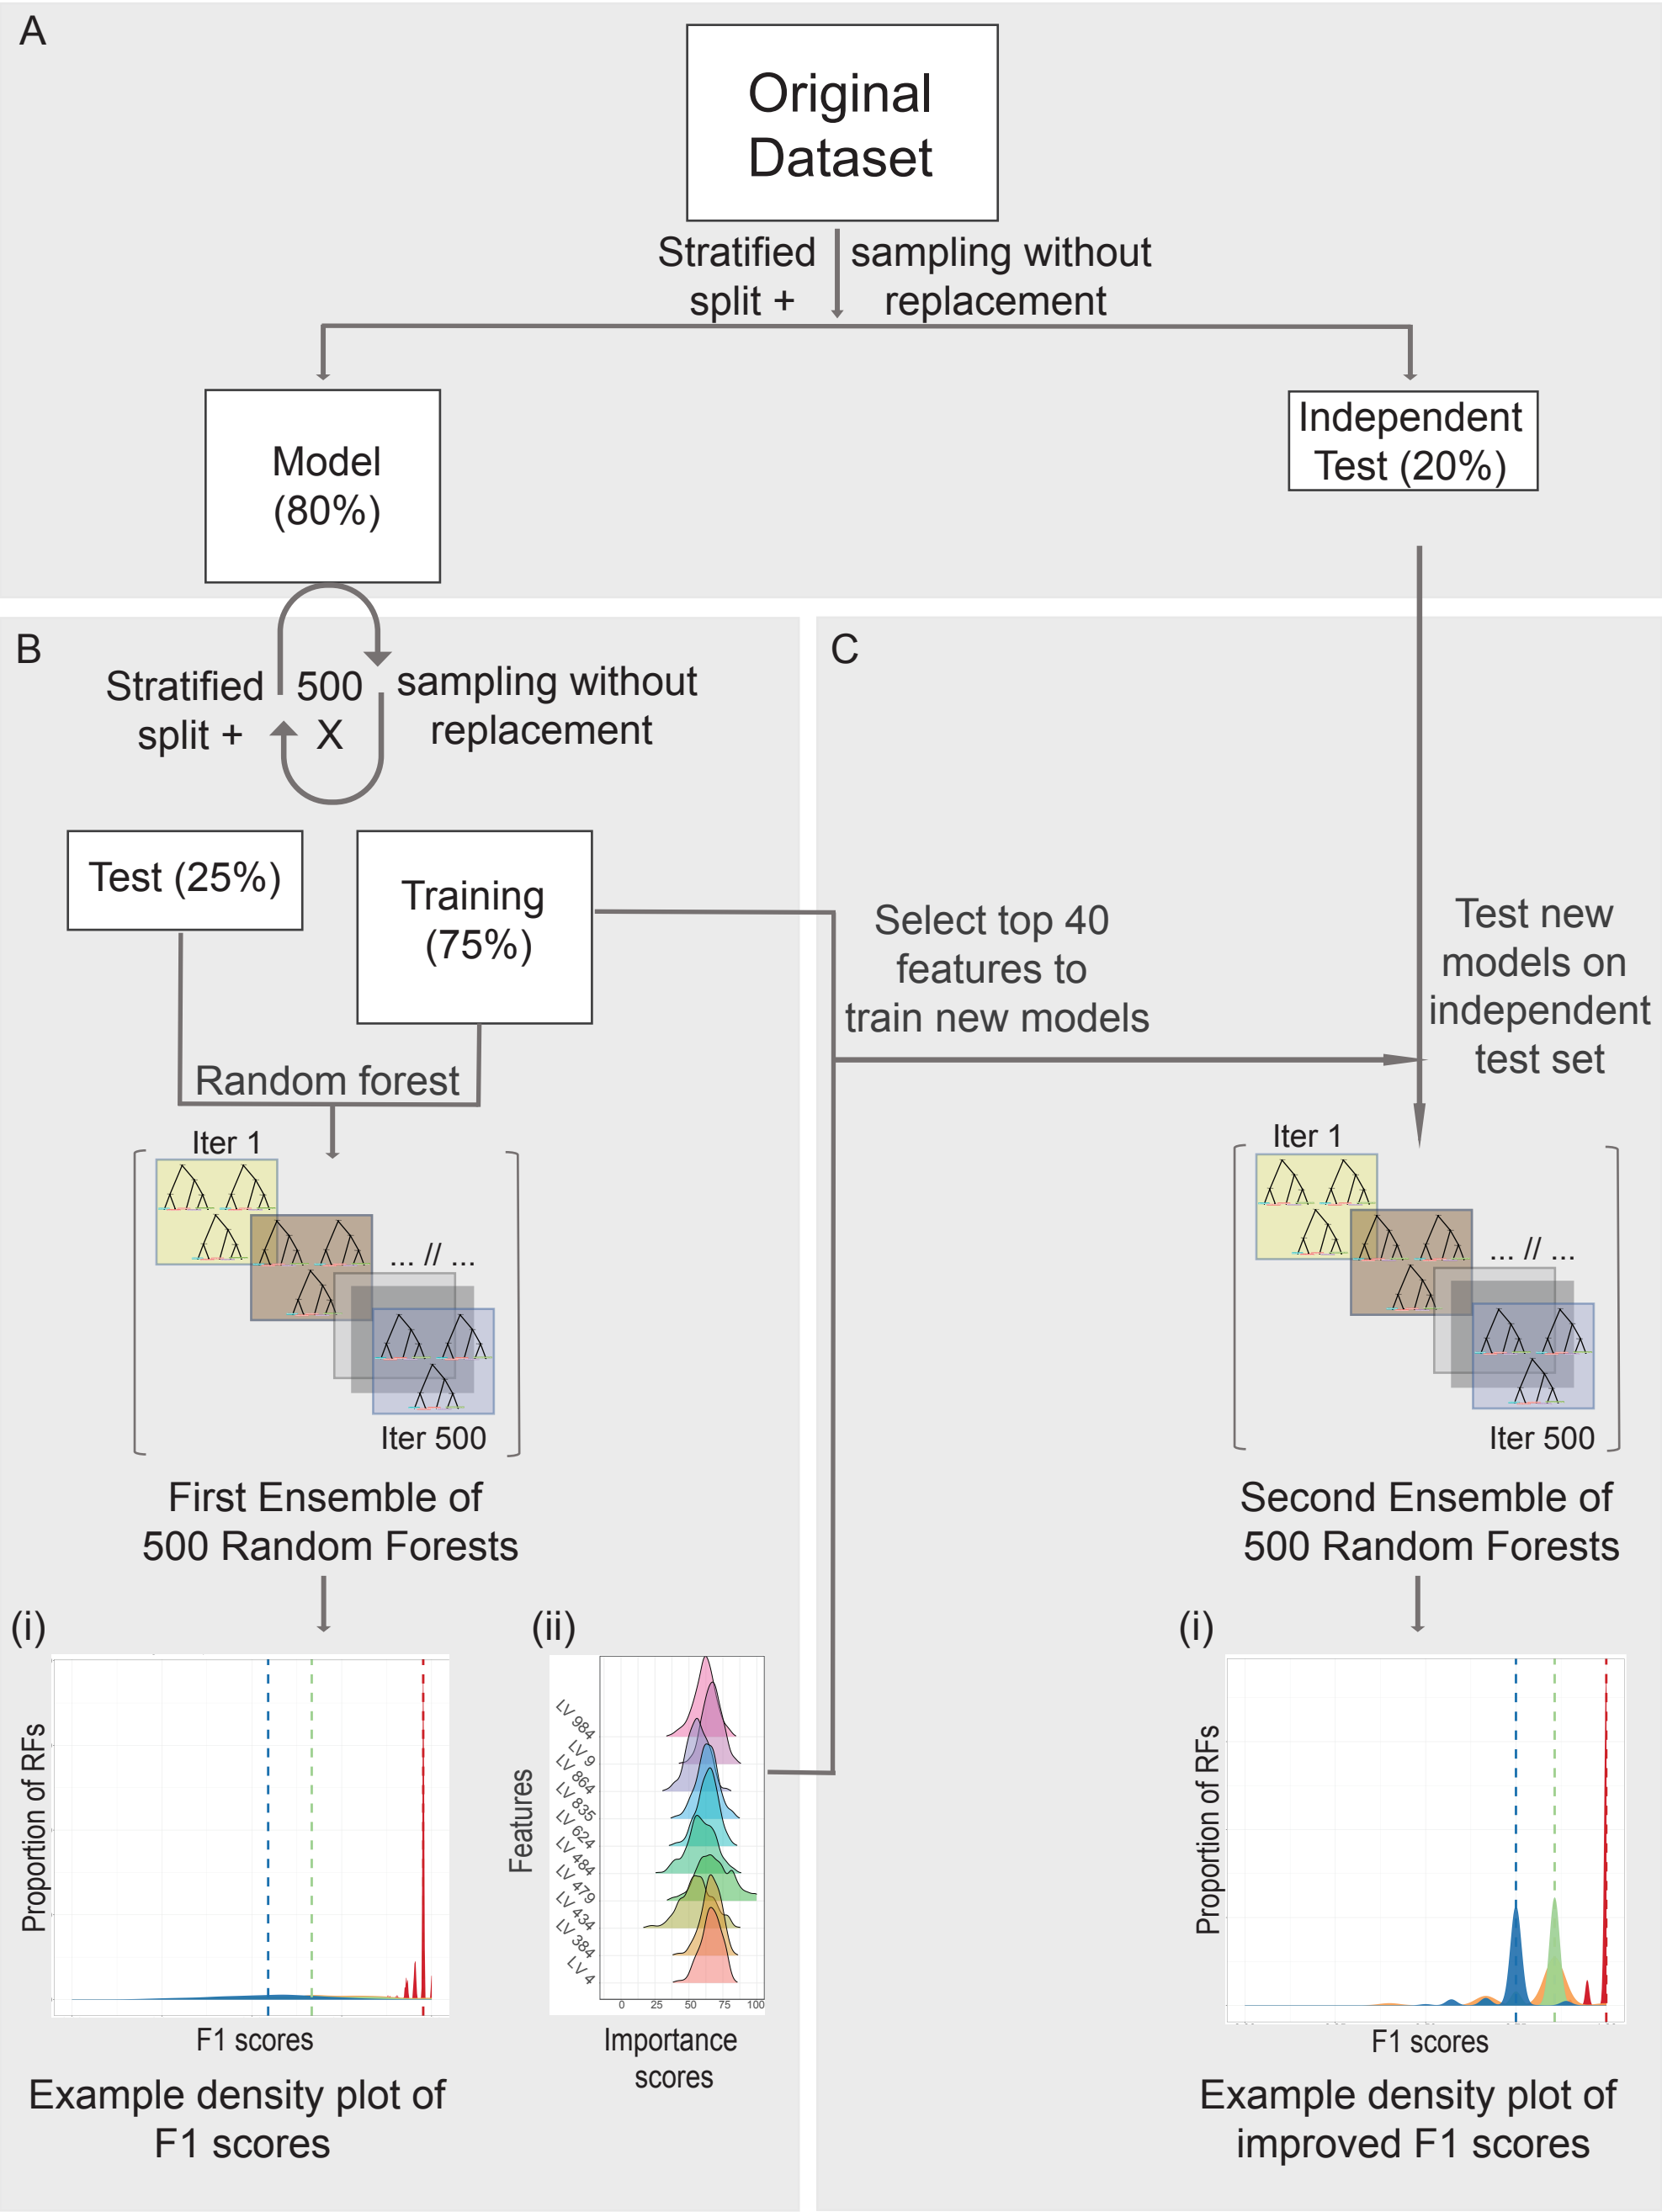 A
Original
Dataset
Stratified sampling without
split + replacement
Model
(80%)
Independent
Test (20%)
B
Stratified 500 sampling without
split + X replacement
Test (25%)
Training
(75%)
Random forest
Iter 1
... // ...
Iter 500
First Ensemble of
500 Random Forests
(i)
Proportion of RFs
F1 scores
Example density plot of
F1 scores
(ii)
Features
LV 984
LV 9
LV 864
LV 835
LV 624
LV 484
LV 479
LV 434
LV 384
LV 4
0 25 50 75 100
Importance
scores
C
Select top 40
features to
train new models
Test new
models on
independent
test set
Iter 1
... // ...
Iter 500
Second Ensemble of
500 Random Forests
(i)
Proportion of RFs
F1 scores
Example density plot of
improved F1 scores